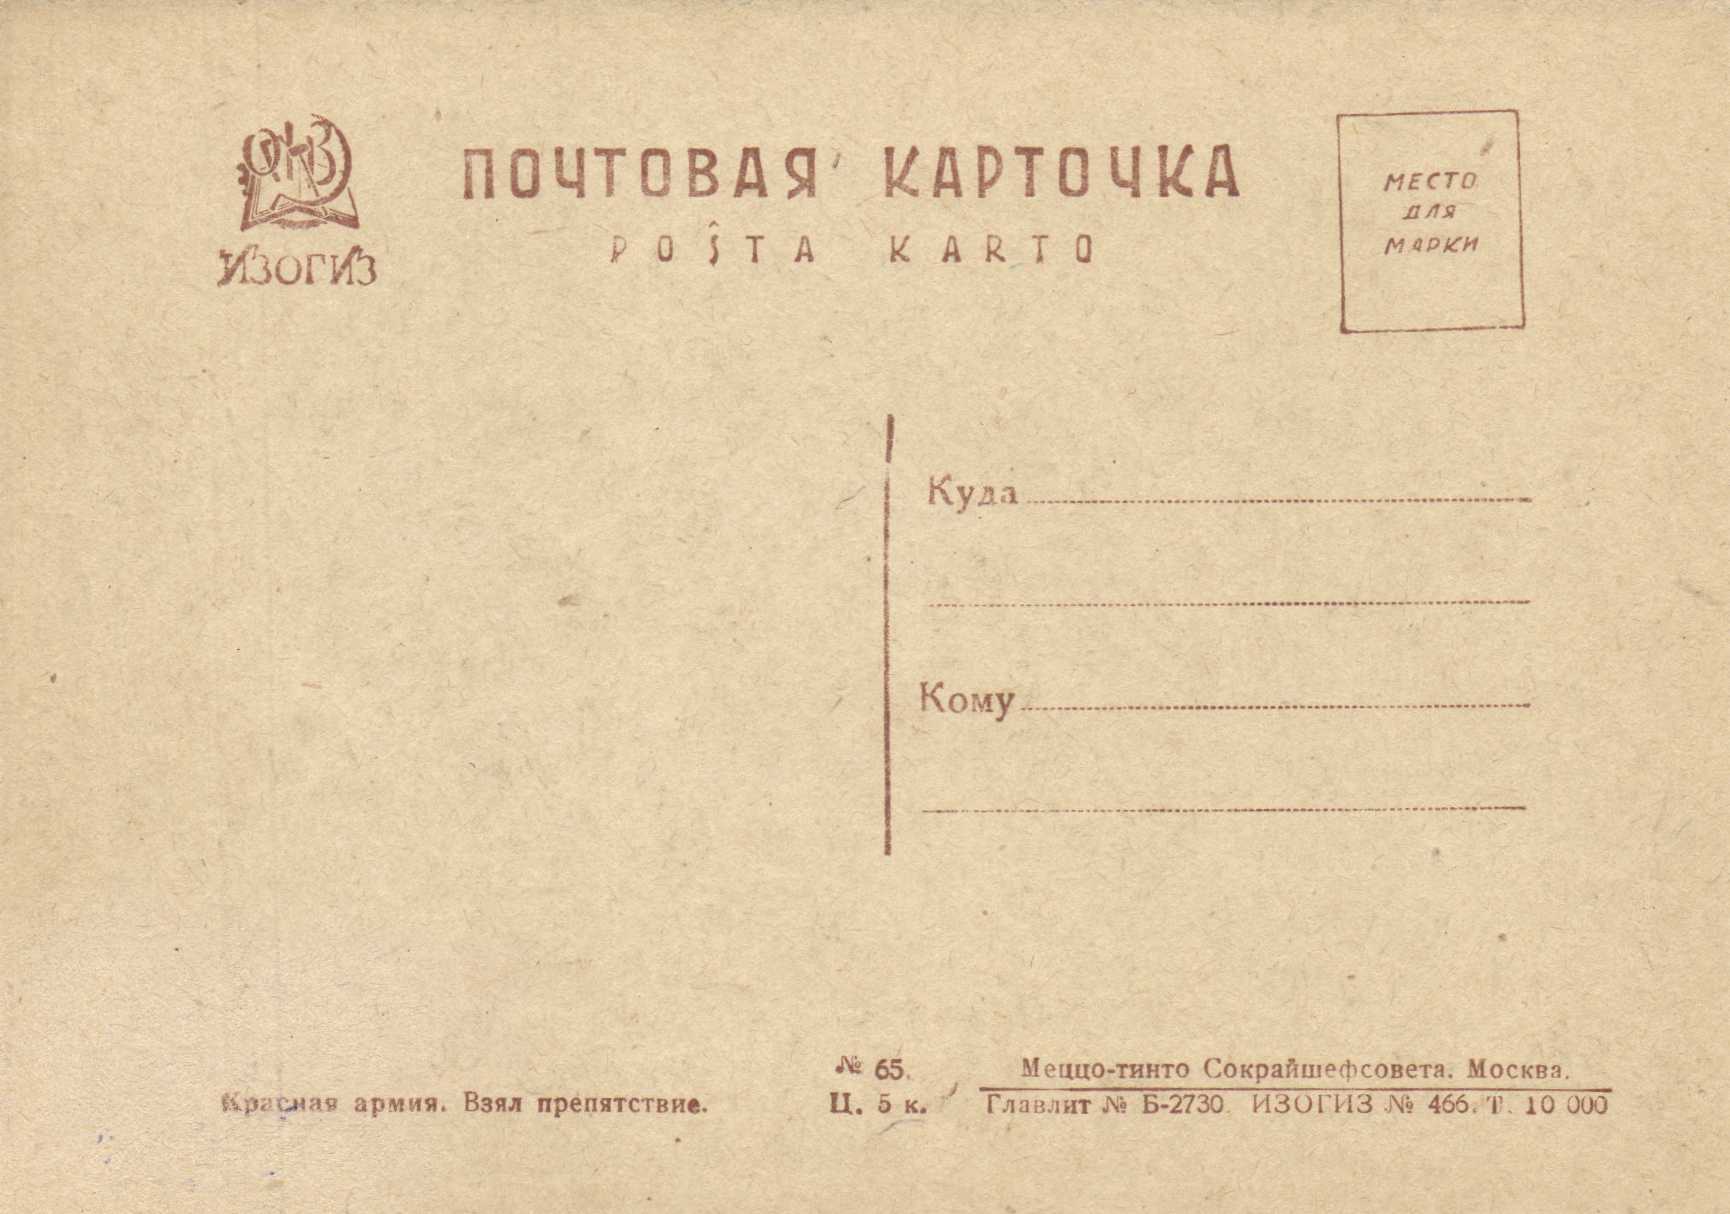 ИЗОГИЗ
ПОЧТОВАЯ КАРТОЧКА
POŜTA KARTO
МЕСТО
ДЛЯ
МАРКИ
Куда
Кому
Красная армия. Взял препятствие.
№ 65.
Ц. 5 к.
Меццо-тинто Сокрайшефсовета. Москва.
Главлит № Б-2730. ИЗОГИЗ № 466. Т. 10 000